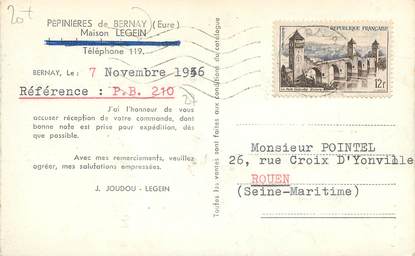 20+
PEPINIERES de BERNAY (Eure)
Maison LEGEIN
Téléphone 119.
BERNAY, Le: 7 Novembre 1956
Référence : P.B. 210
J'ai l'honneur de vous
accuser réception de votre commande, dont
bonne note est prise pour expédition, dès
que possible.
Avec mes remerciements, veuillez
agréer, mes salutations empressées.
J. JOUDOU - LEGEIN
Toutes les ventes sont faites aux conditions du catalogue
REPUBLIQUE FRANÇAISE
12F
Monsieur POINTEL
26, rue Croix D'Yonville
ROUEN
(Seine-Maritime)